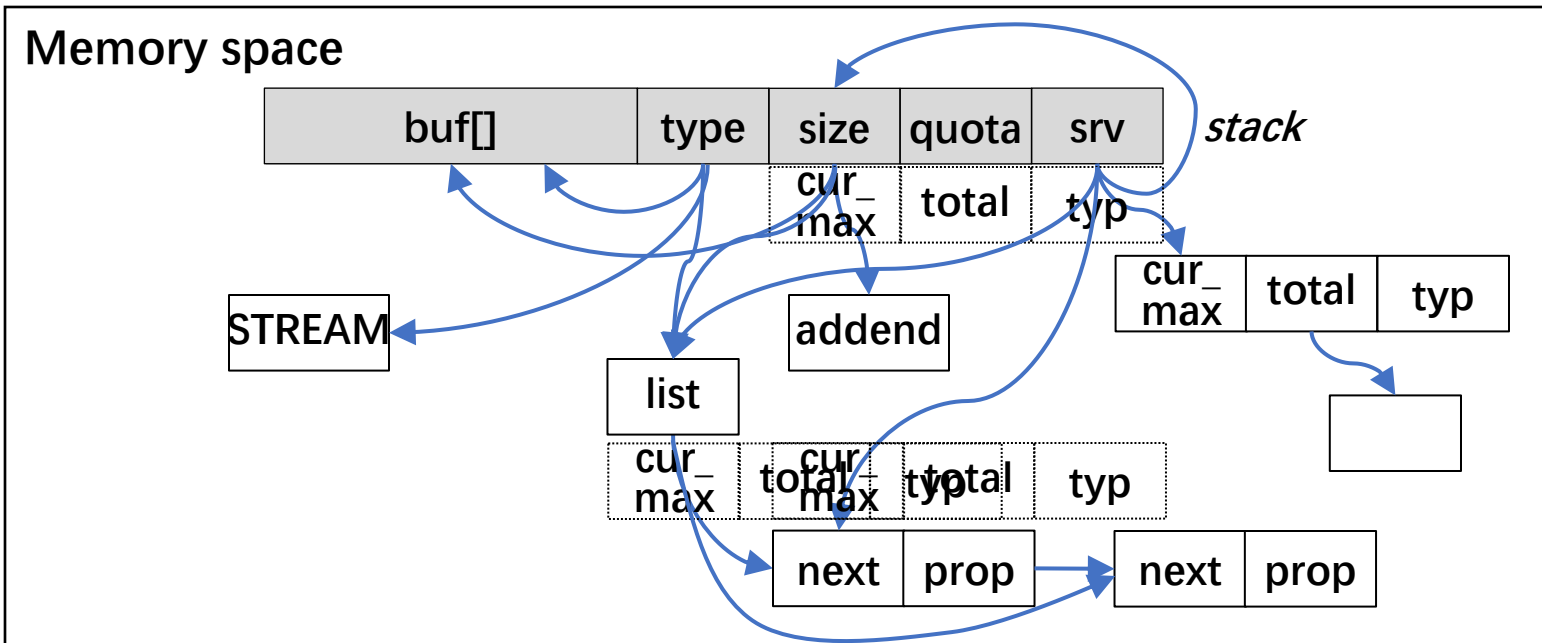 Memory space
buf[] type size quota srv stack
cur_
max total typ
cur_
max total typ
STREAM addend
list
cur_
max total typ
cur_
max total typ
next prop next prop